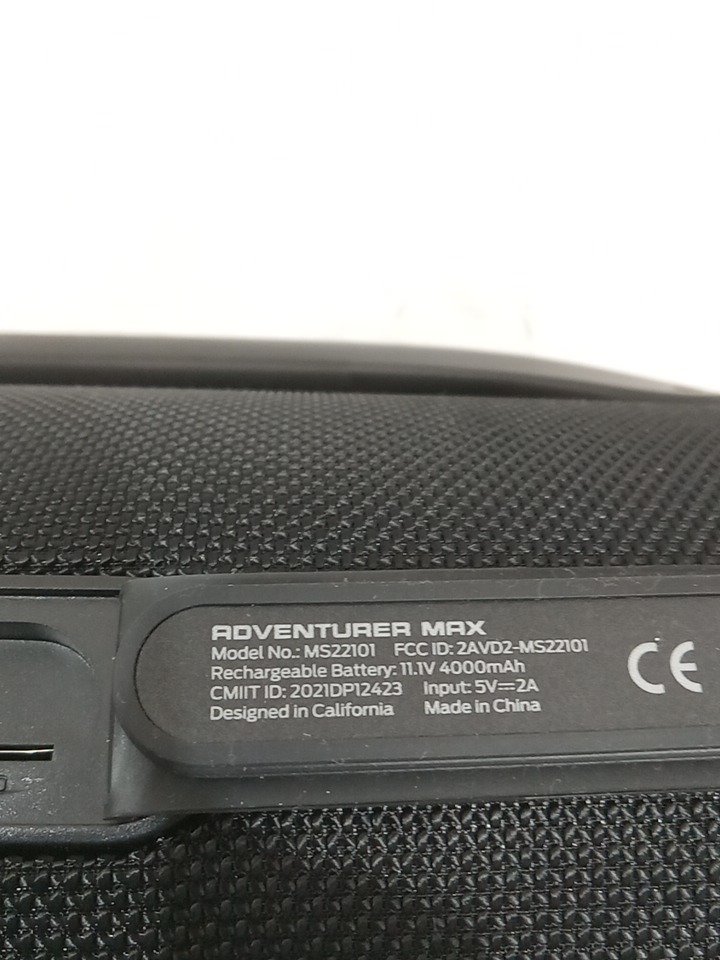 ADVENTURER MAX
Model No.: MS22101 FCC ID: 2AVD2-MS22101
Rechargeable Battery: 11.1V 4000mAh
CMIIT ID: 2021DP12423 Input: 5V⎓2A
Designed in California Made in China
CE